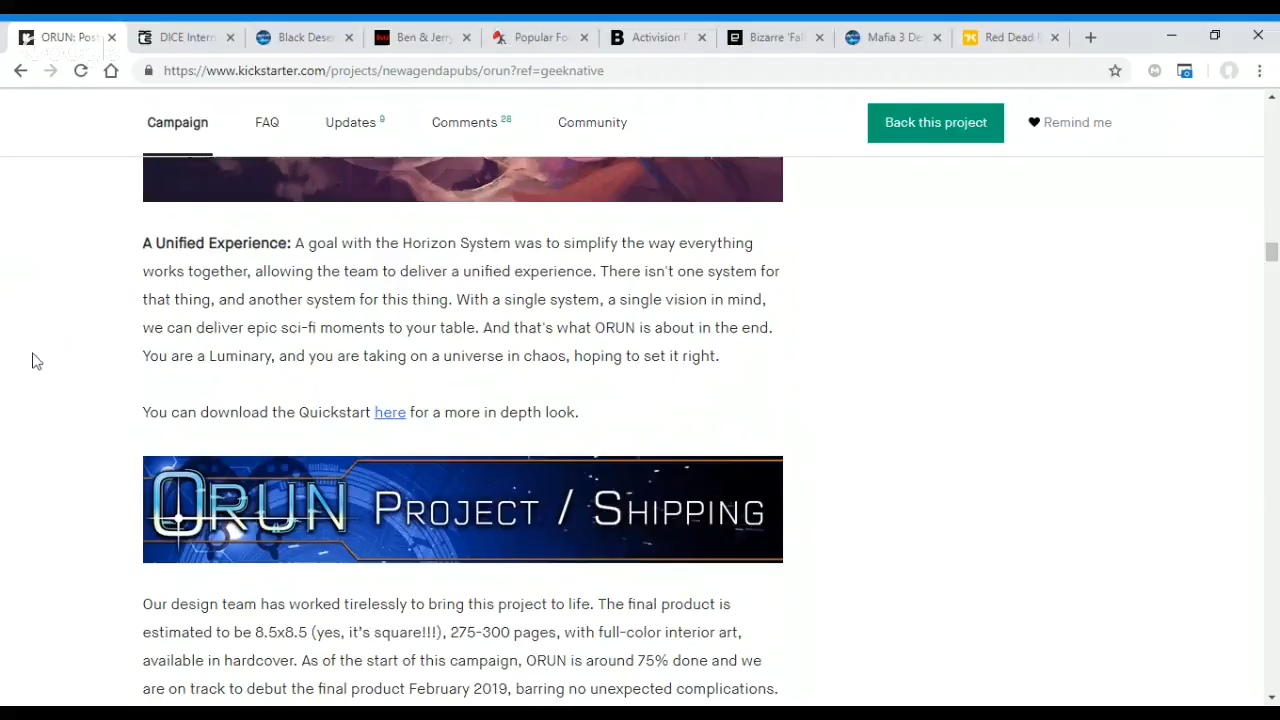 ORUN: Pos
DICE Intern
Black Deser
Ben & Jerry
Popular Fo
Activision
Bizarre 'Fal
Mafia 3 De
Red Dead
https://www.kickstarter.com/projects/newagendapubs/orun?ref=geeknative
Campaign
FAQ
Updates 9
Comments 28
Community
Back this project
Remind me
A Unified Experience: A goal with the Horizon System was to simplify the way everything
works together, allowing the team to deliver a unified experience. There isn't one system for
that thing, and another system for this thing. With a single system, a single vision in mind,
we can deliver epic sci-fi moments to your table. And that's what ORUN is about in the end.
You are a Luminary, and you are taking on a universe in chaos, hoping to set it right.
You can download the Quickstart here for a more in depth look.
ORUN PROJECT / SHIPPING
Our design team has worked tirelessly to bring this project to life. The final product is
estimated to be 8.5x8.5 (yes, it's square!!!), 275-300 pages, with full-color interior art,
available in hardcover. As of the start of this campaign, ORUN is around 75% done and we
are on track to debut the final product February 2019, barring no unexpected complications.